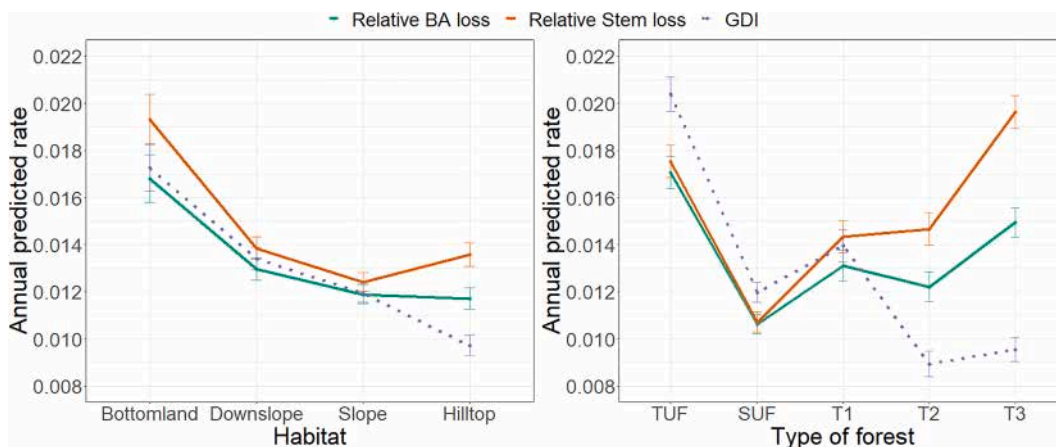 Relative BA loss Relative Stem loss GDI
Annual predicted rate
0.022
0.020
0.018
0.016
0.014
0.012
0.010
0.008
Bottomland Downslope Slope Hilltop
Habitat
Annual predicted rate
0.022
0.020
0.018
0.016
0.014
0.012
0.010
0.008
TUF SUF T1 T2 T3
Type of forest